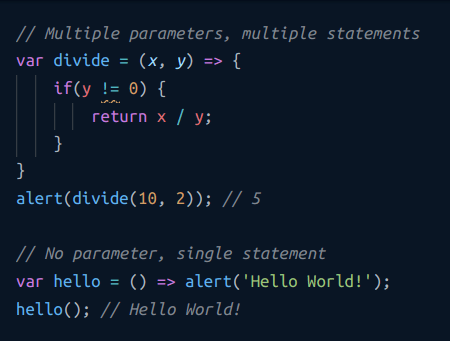 // Multiple parameters, multiple statements
var divide = (x, y) => {
    if(y != 0) {
        return x / y;
    }
}
alert(divide(10, 2)); // 5

// No parameter, single statement
var hello = () => alert('Hello World!');
hello(); // Hello World!